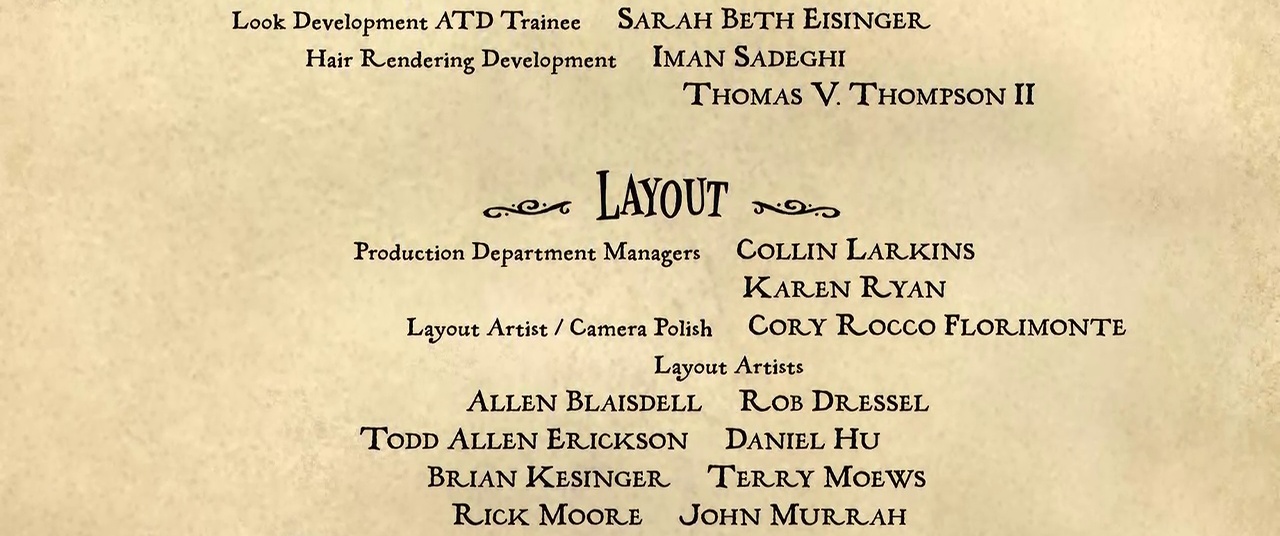 Look Development ATD Trainee Sarah Beth Eisinger
Hair Rendering Development Iman Sadeghi
Thomas V. Thompson II
Layout
Production Department Managers Collin Larkins
Karen Ryan
Layout Artist / Camera Polish Cory Rocco Florimonte
Layout Artists
Allen Blaisdell Rob Dressel
Todd Allen Erickson Daniel Hu
Brian Kesinger Terry Moews
Rick Moore John Murrah